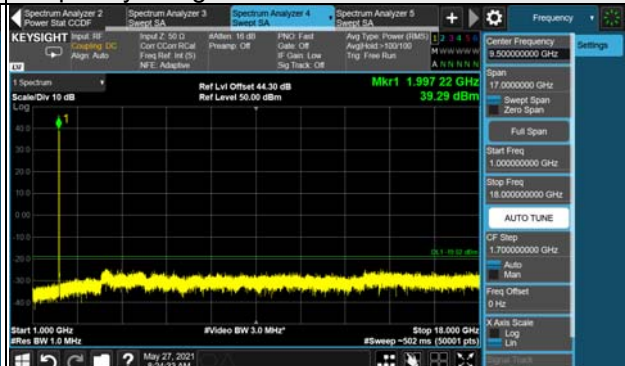 Spectrum Analyzer 2
Power Stat CCDF
Spectrum Analyzer 3
Swept SA
Spectrum Analyzer 4
Swept SA
Spectrum Analyzer 5
Swept SA
+
Frequency
KEYSIGHT
Input: RF
Coupling: DC
Align: Auto
Input Z: 50 Ω
Corr CCorr RCal
Freq Ref: Int (S)
NFE: Adaptive
#Atten: 16 dB
Preamp: Off
PNO: Fast
Gate: Off
IF Gain: Low
Sig Track: Off
Avg Type: Power (RMS)
Avg|Hold:>100/100
Trig: Free Run
1 2 3 4 5 6
M W W W W W
A N N N N N
LV
1 Spectrum
Scale/Div 10 dB
Log
Ref Lvl Offset 44.30 dB
Ref Level 50.00 dBm
Mkr1 1.997 22 GHz
39.29 dBm
1
40.0
30.0
20.0
10.0
0.00
-10.0
-20.0
-30.0
-40.0
Start 1.000 GHz
#Res BW 1.0 MHz
#Video BW 3.0 MHz*
Stop 18.000 GHz
#Sweep ~502 ms (50001 pts)
Center Frequency
9.500000000 GHz
Settings
Span
17.0000000 GHz
Swept Span
Zero Span
Full Span
Start Freq
1.000000000 GHz
Stop Freq
18.000000000 GHz
AUTO TUNE
CF Step
1.700000000 GHz
Auto
Man
Freq Offset
0 Hz
X Axis Scale
Log
Lin
Signal Track
?
May 27, 2021